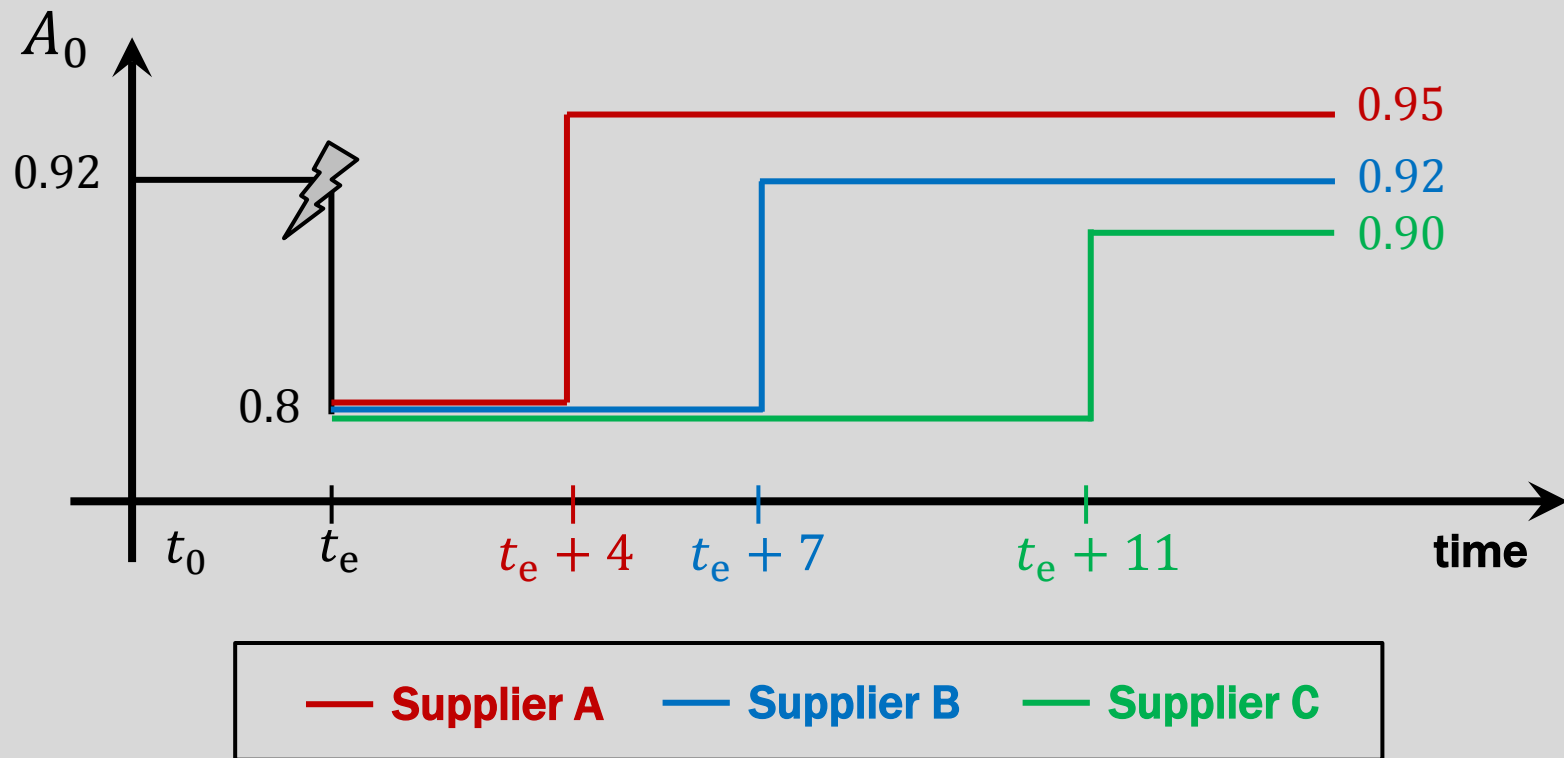 A₀
0.95
0.92
0.92
0.90
0.8
t₀ tₑ tₑ + 4 tₑ + 7 tₑ + 11 time
Supplier A Supplier B Supplier C